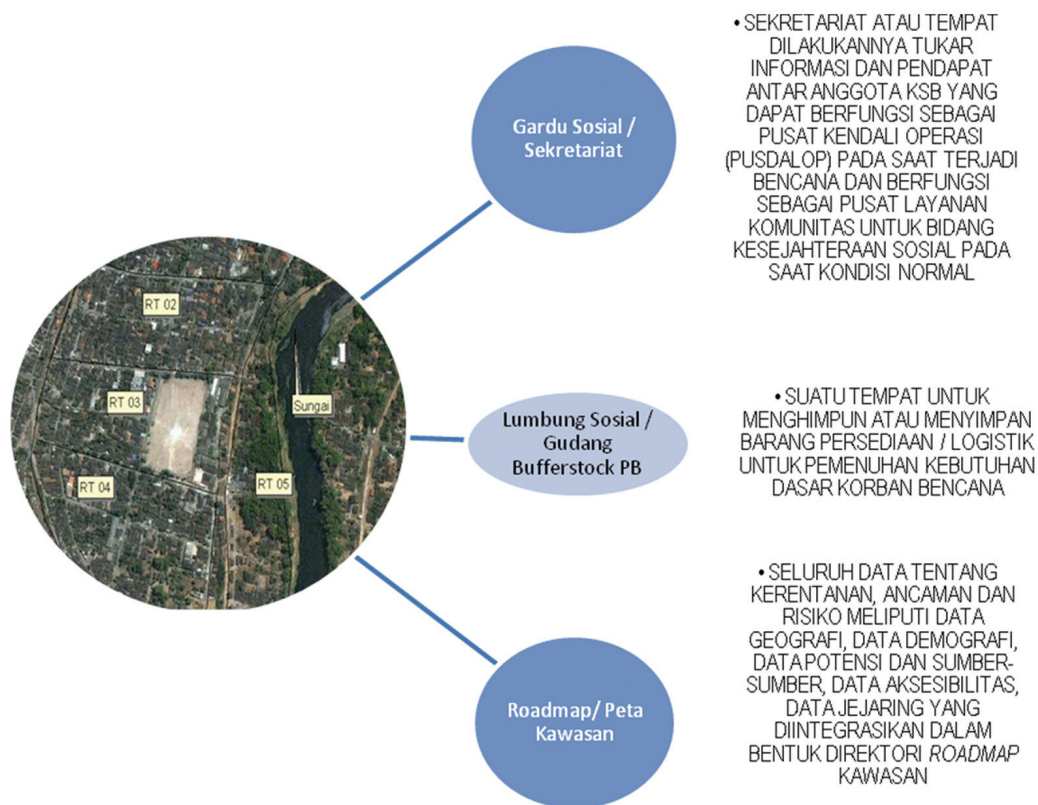 Gardu Sosial /
Sekretariat
• SEKRETARIAT ATAU TEMPAT
DILAKUKANNYA TUKAR
INFORMASI DAN PENDAPAT
ANTAR ANGGOTA KSB YANG
DAPAT BERFUNGSI SEBAGAI
PUSAT KENDALI OPERASI
(PUSDALOP) PADA SAAT TERJADI
BENCANA DAN BERFUNGSI
SEBAGAI PUSAT LAYANAN
KOMUNITAS UNTUK BIDANG
KESEJAHTERAAN SOSIAL PADA
SAAT KONDISI NORMAL
RT 02
RT 03
Sungai
RT 04
RT 05
Lumbung Sosial /
Gudang
Bufferstock PB
• SUATU TEMPAT UNTUK
MENGHIMPUN ATAU MENYIMPAN
BARANG PERSEDIAAN / LOGISTIK
UNTUK PEMENUHAN KEBUTUHAN
DASAR KORBAN BENCANA
Roadmap/ Peta
Kawasan
• SELURUH DATA TENTANG
KERENTANAN, ANCAMAN DAN
RISIKO MELIPUTI DATA
GEOGRAFI, DATA DEMOGRAFI,
DATA POTENSI DAN SUMBER-
SUMBER, DATA AKSESIBILITAS,
DATA JEJARING YANG
DIINTEGRASIKAN DALAM
BENTUK DIREKTORI ROADMAP
KAWASAN